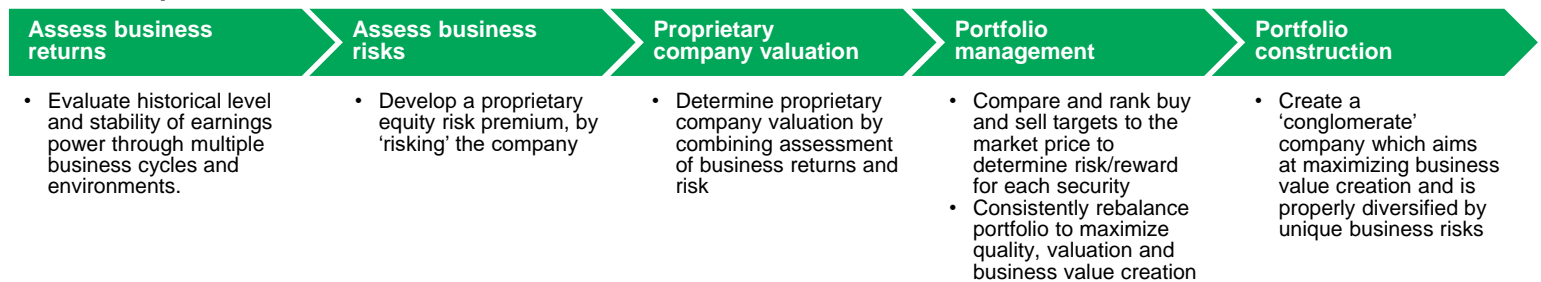 Assess business
returns
• Evaluate historical level
and stability of earnings
power through multiple
business cycles and
environments.
Assess business
risks
• Develop a proprietary
equity risk premium, by
‘risking’ the company
Proprietary
company valuation
• Determine proprietary
company valuation by
combining assessment
of business returns and
risk
Portfolio
management
• Compare and rank buy
and sell targets to the
market price to
determine risk/reward
for each security
• Consistently rebalance
portfolio to maximize
quality, valuation and
business value creation
Portfolio
construction
• Create a
‘conglomerate’
company which aims
at maximizing business
value creation and is
properly diversified by
unique business risks